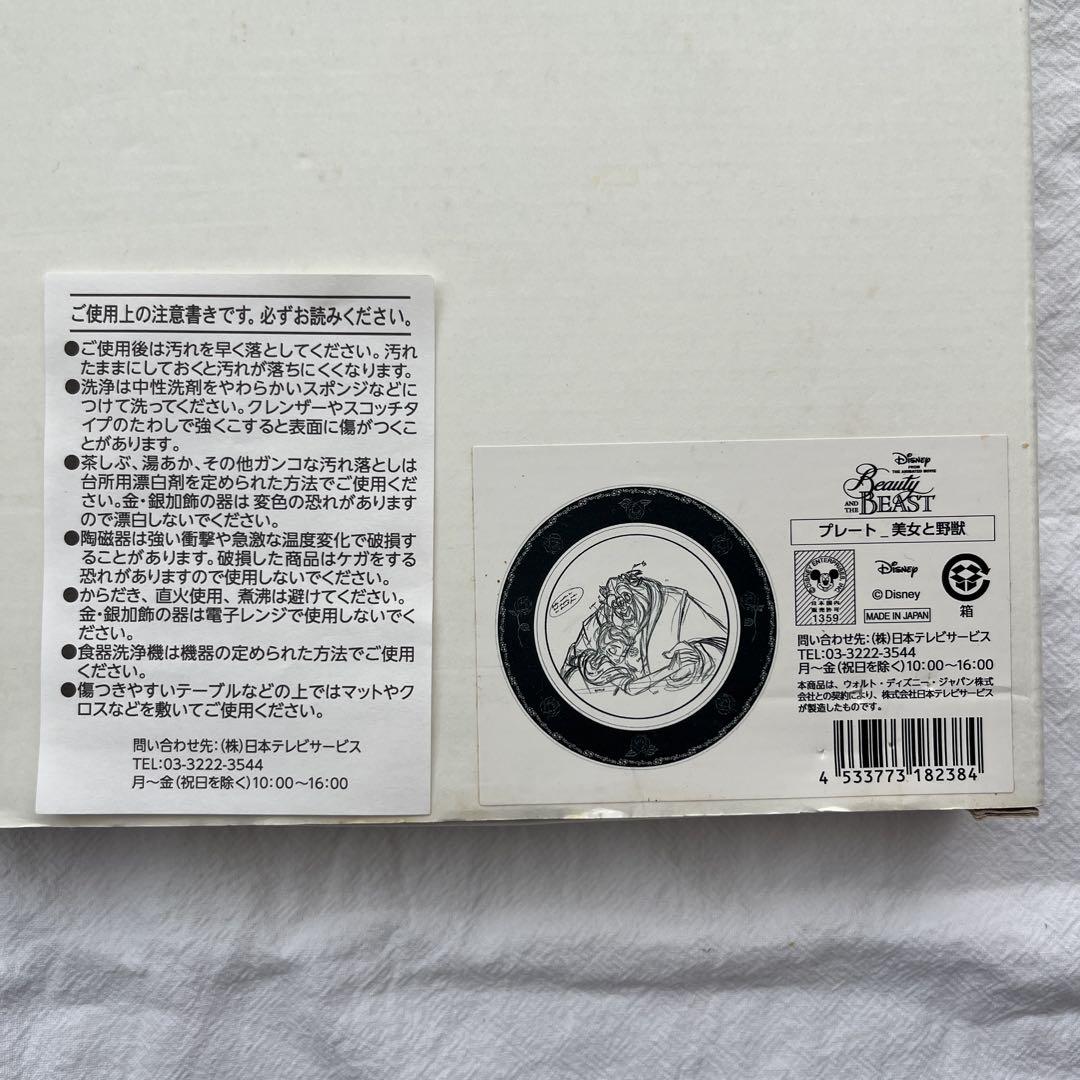 ご使用上の注意書きです。必ずお読みください。
●ご使用後は汚れを早く落としてください。汚れ
たままにしておくと汚れが落ちにくくなります。
●洗浄は中性洗剤をやわらかいスポンジなどに
つけて洗ってください。クレンザーやスコッチタ
イプのたわしで強くこすると表面に傷がつくこ
とがあります。
●茶しぶ、湯あか、その他ガンコな汚れ落としは
台所用漂白剤を定められた方法でご使用くだ
さい。金・銀加飾の器は 変色の恐れがあります
ので漂白しないでください。
●陶磁器は強い衝撃や急激な温度変化で破損す
ることがあります。破損した商品はケガをする
恐れがありますので使用しないでください。
●からだき、直火使用、煮沸は避けてください。
金・銀加飾の器は電子レンジで使用しないでく
ださい。
●食器洗浄機は機器の定められた方法でご使用
ください。
●傷つきやすいテーブルなどの上ではマットやク
ロスなどを敷いてご使用ください。
問い合わせ先：（株）日本テレビサービス
TEL：03-3222-3544
月～金（祝日を除く）10：00～16：00
Disney
FROM
THE ANIMATED MOVIE
Beauty
AND THE BEAST
プレート_美女と野獣
DISNEY ENTERPRISES, INC.
日本国内
販売許可
1359
Disney
©Disney
MADE IN JAPAN
箱
問い合わせ先：（株）日本テレビサービス
TEL：03-3222-3544
月～金（祝日を除く）10：00～16：00
本商品は、ウォルト・ディズニー・ジャパン株式
会社との契約により、株式会社日本テレビサービス
が製造したものです。
4 533773 182384